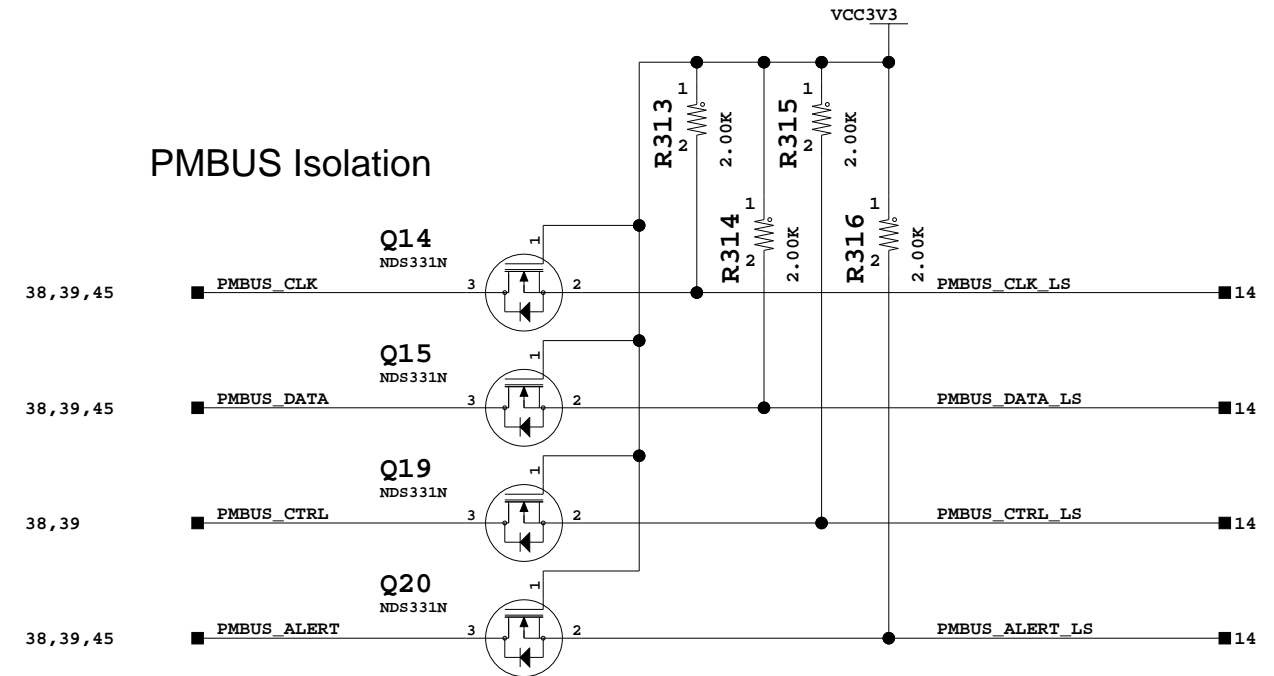 VCC3V3
1
R313
2
2.00K
1
R315
2
2.00K
PMBUS Isolation
1
R314
2
2.00K
1
R316
2
2.00K
Q14
NDS331N
1
38,39,45
PMBUS_CLK
3
2
PMBUS_CLK_LS
14
Q15
NDS331N
1
38,39,45
PMBUS_DATA
3
2
PMBUS_DATA_LS
14
Q19
NDS331N
1
38,39
PMBUS_CTRL
3
2
PMBUS_CTRL_LS
14
Q20
NDS331N
1
38,39,45
PMBUS_ALERT
3
2
PMBUS_ALERT_LS
14